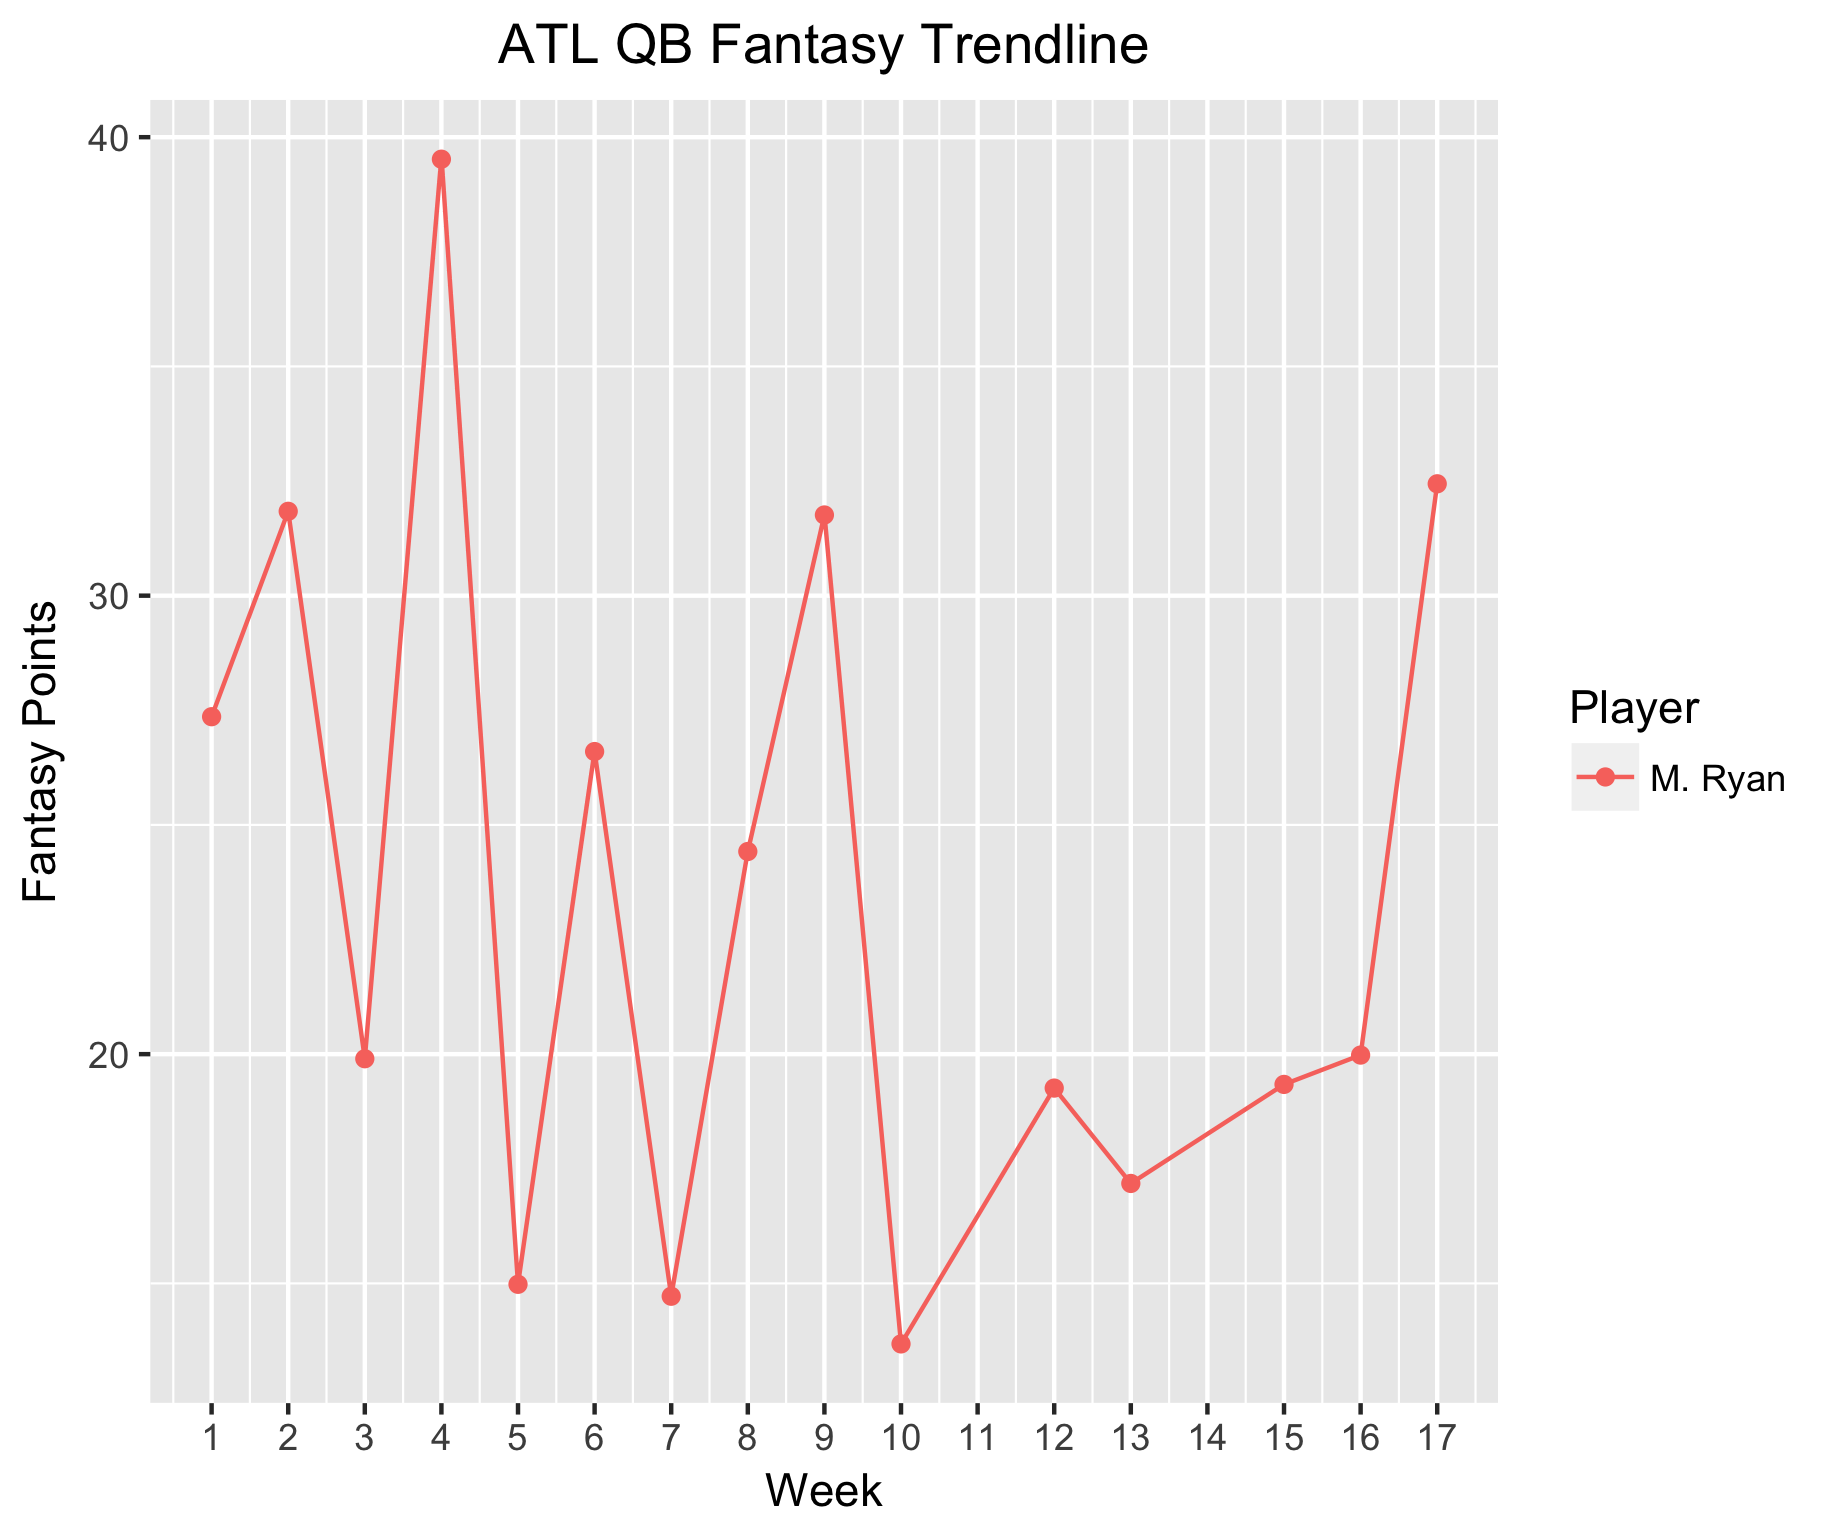 ATL QB Fantasy Trendline
40
30
20
Fantasy Points
1 2 3 4 5 6 7 8 9 10 11 12 13 14 15 16 17
Week
Player
M. Ryan